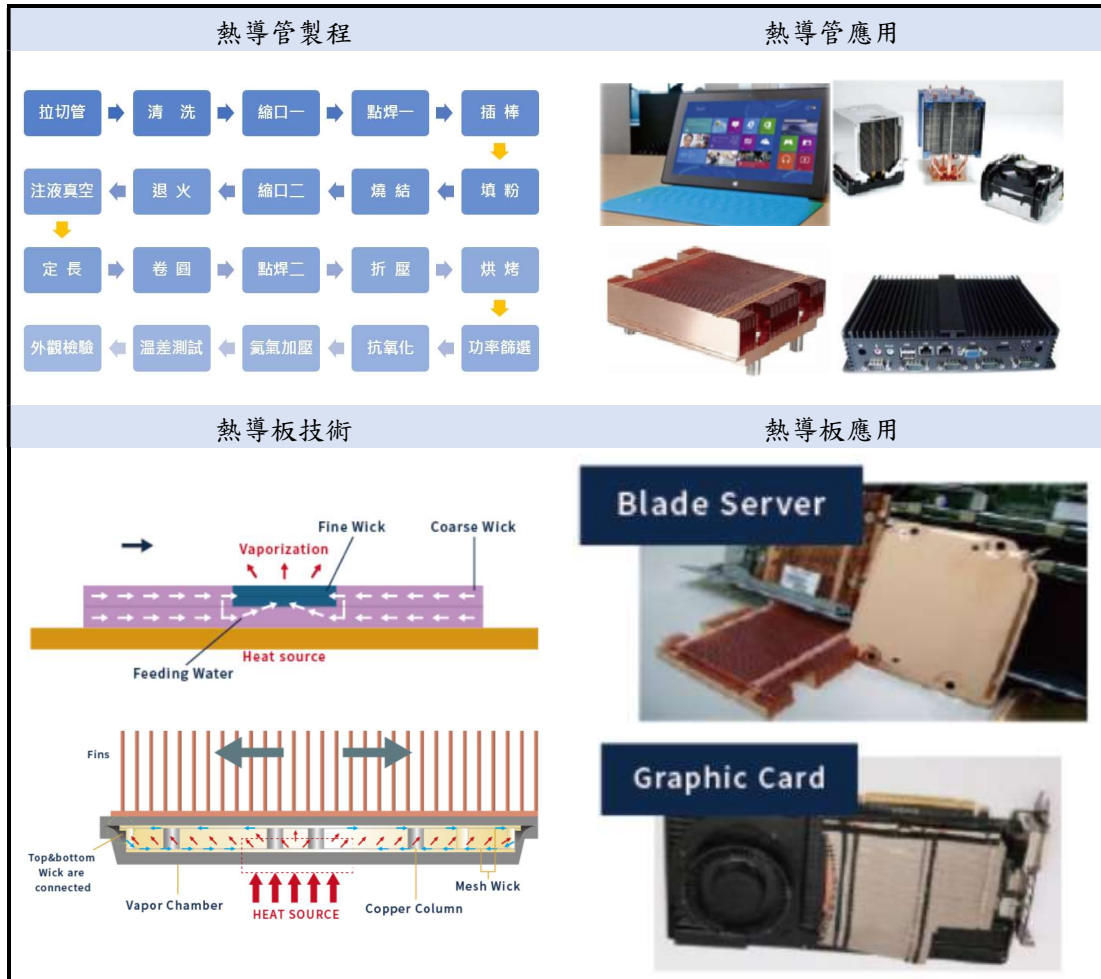 熱導管製程
熱導管應用
拉切管
清 洗
縮口一
點焊一
插 棒
注液真空
退 火
縮口二
燒 結
填 粉
定 長
卷 圓
點焊二
折 壓
烘 烤
外觀檢驗
溫差測試
氦氣加壓
抗氧化
功率篩選
熱導板技術
熱導板應用
Fine Wick
Coarse Wick
Vaporization
Heat source
Feeding Water
Fins
Top&bottom
Wick are
connected
Vapor Chamber
HEAT SOURCE
Copper Column
Mesh Wick
Blade Server
Graphic Card